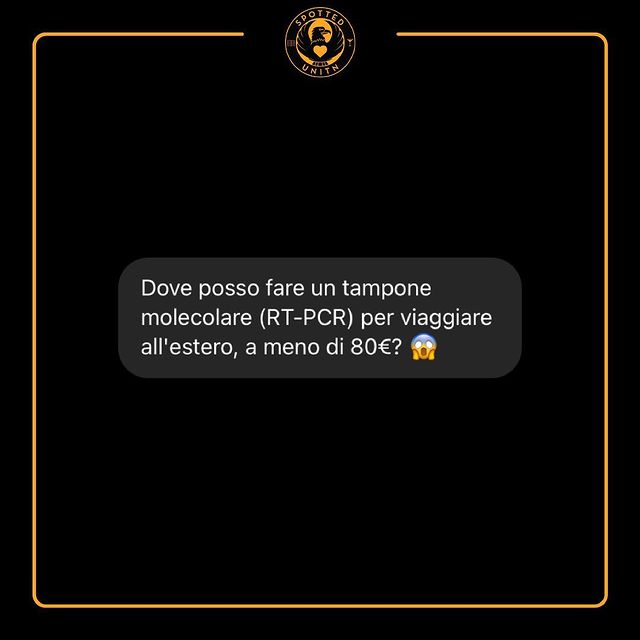 SPOTTED
UNITN
Dove posso fare un tampone
molecolare (RT-PCR) per viaggiare
all'estero, a meno di 80€? 😱